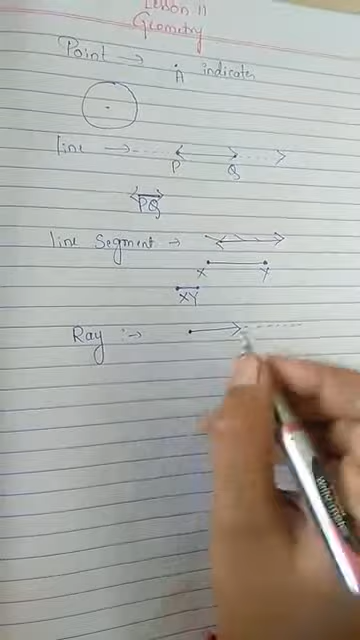 Lesson 11
Geometry
Point → A indicates
line →
P Q
PQ
line Segment →
X Y
XY
Ray :→